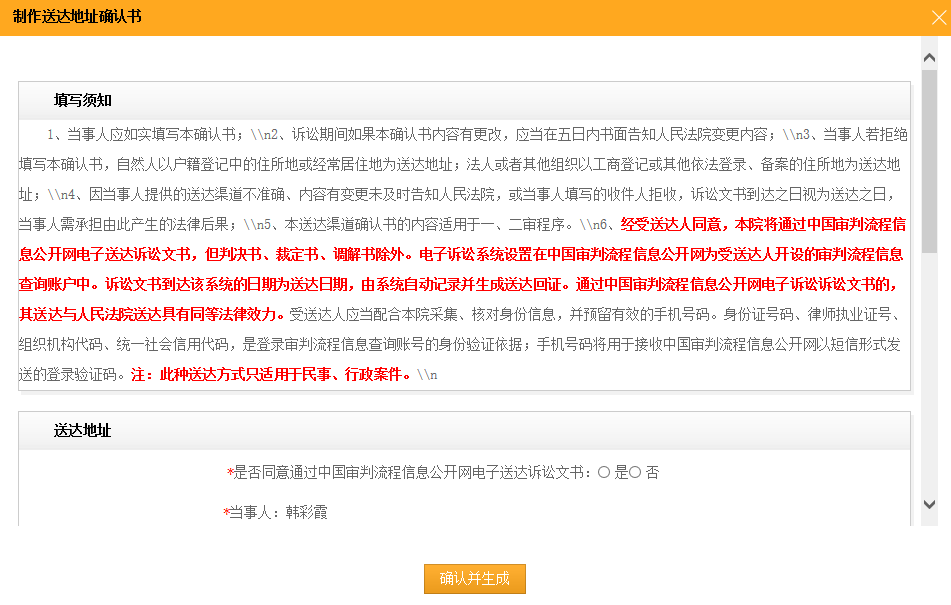 制作送达地址确认书
填写须知
1、当事人应如实填写本确认书；\\n2、诉讼期间如果本确认书内容有更改，应当在五日内书面告知人民法院变更内容；\\n3、当事人若拒绝
填写本确认书，自然人以户籍登记中的住所地或经常居住地为送达地址；法人或者其他组织以工商登记或其他依法登录、备案的住所地为送达地
址；\\n4、因当事人提供的送达渠道不准确、内容有变更未及时告知人民法院，或当事人填写的收件人拒收，诉讼文书到达之日视为送达之日，
当事人需承担由此产生的法律后果；\\n5、本送达渠道确认书的内容适用于一、二审程序。\\n6、经受送达人同意，本院将通过中国审判流程信
息公开网电子送达诉讼文书，但判决书、裁定书、调解书除外。电子诉讼系统设置在中国审判流程信息公开网为受送达人开设的审判流程信息
查询账户中。诉讼文书到达该系统的日期为送达日期，由系统自动记录并生成送达回证。通过中国审判流程信息公开网电子诉讼诉讼文书的，
其送达与人民法院送达具有同等法律效力。受送达人应当配合本院采集、核对身份信息，并预留有效的手机号码。身份证号码、律师执业证号、
组织机构代码、统一社会信用代码，是登录审判流程信息查询账号的身份验证依据；手机号码将用于接收中国审判流程信息公开网以短信形式发
送的登录验证码。注：此种送达方式只适用于民事、行政案件。\\n
送达地址
*是否同意通过中国审判流程信息公开网电子送达诉讼文书：是 否
*当事人：韩彩霞
确认并生成